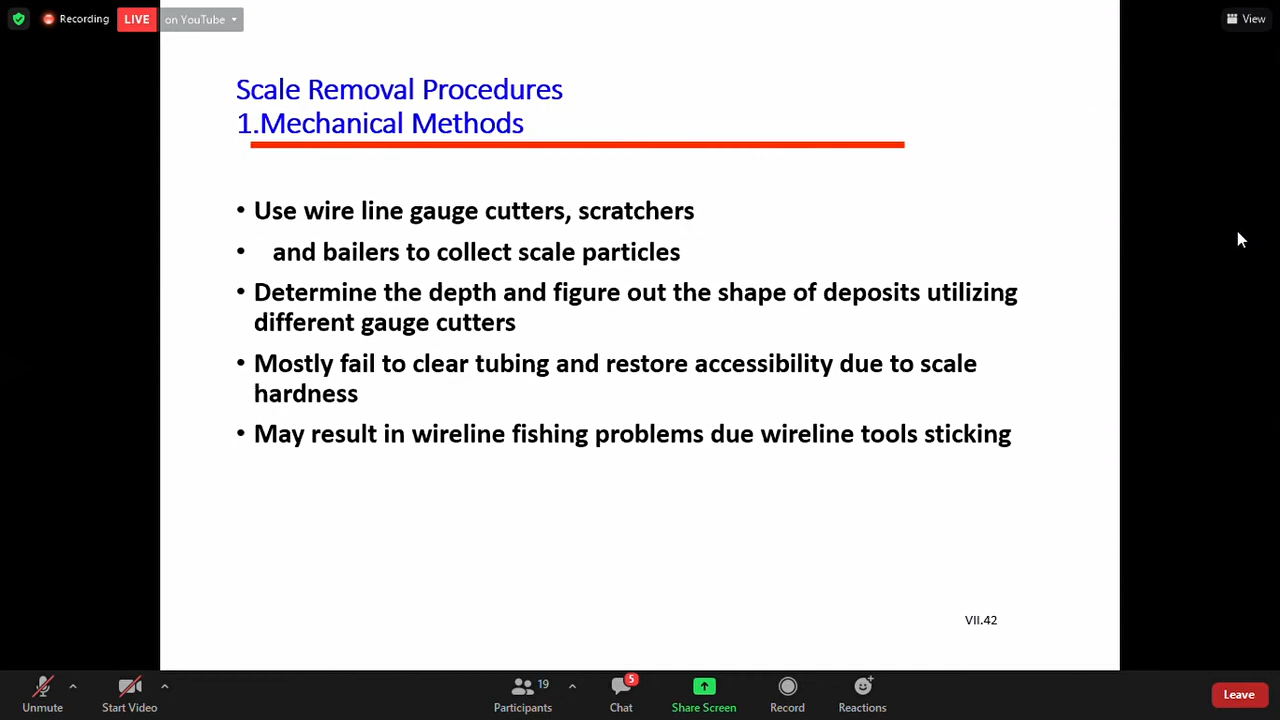 Recording
LIVE
on YouTube
View
Scale Removal Procedures
1.Mechanical Methods
• Use wire line gauge cutters, scratchers
• and bailers to collect scale particles
• Determine the depth and figure out the shape of deposits utilizing
different gauge cutters
• Mostly fail to clear tubing and restore accessibility due to scale
hardness
• May result in wireline fishing problems due wireline tools sticking
VII.42
Unmute
Start Video
19
Participants
5
Chat
Share Screen
Record
Reactions
Leave